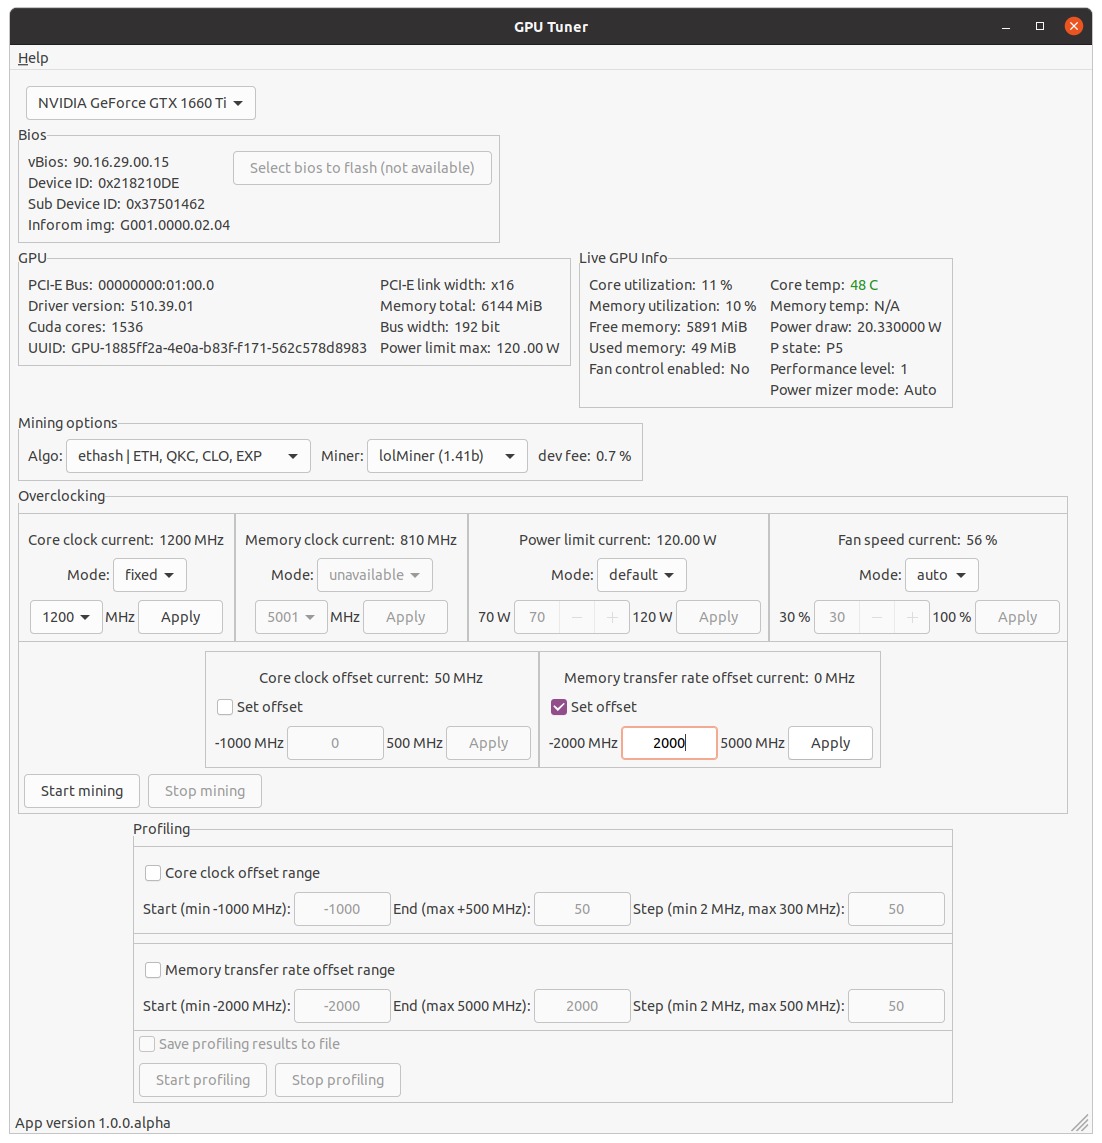 GPU Tuner
Help
NVIDIA GeForce GTX 1660 Ti
Bios
vBios: 90.16.29.00.15
Select bios to flash (not available)
Device ID: 0x218210DE
Sub Device ID: 0x37501462
Inforom img: G001.0000.02.04
GPU
PCI-E Bus: 00000000:01:00.0
PCI-E link width: x16
Driver version: 510.39.01
Memory total: 6144 MiB
Cuda cores: 1536
Bus width: 192 bit
UUID: GPU-1885ff2a-4e0a-b83f-f171-562c578d8983
Power limit max: 120 .00 W
Live GPU Info
Core utilization: 11 %
Core temp: 48 C
Memory utilization: 10 %
Memory temp: N/A
Free memory: 5891 MiB
Power draw: 20.330000 W
Used memory: 49 MiB
P state: P5
Fan control enabled: No
Performance level: 1
Power mizer mode: Auto
Mining options
Algo: ethash | ETH, QKC, CLO, EXP Miner: lolMiner (1.41b) dev fee: 0.7 %
Overclocking
Core clock current: 1200 MHz
Mode: fixed
1200 MHz Apply
Memory clock current: 810 MHz
Mode: unavailable
5001 MHz Apply
Power limit current: 120.00 W
Mode: default
70 W 70 − + 120 W Apply
Fan speed current: 56 %
Mode: auto
30 % 30 − + 100 % Apply
Core clock offset current: 50 MHz
Set offset
-1000 MHz 0 500 MHz Apply
Memory transfer rate offset current: 0 MHz
Set offset
-2000 MHz 2000 5000 MHz Apply
Start mining Stop mining
Profiling
Core clock offset range
Start (min -1000 MHz): -1000 End (max +500 MHz): 50 Step (min 2 MHz, max 300 MHz): 50
Memory transfer rate offset range
Start (min -2000 MHz): -2000 End (max 5000 MHz): 2000 Step (min 2 MHz, max 500 MHz): 50
Save profiling results to file
Start profiling Stop profiling
App version 1.0.0.alpha